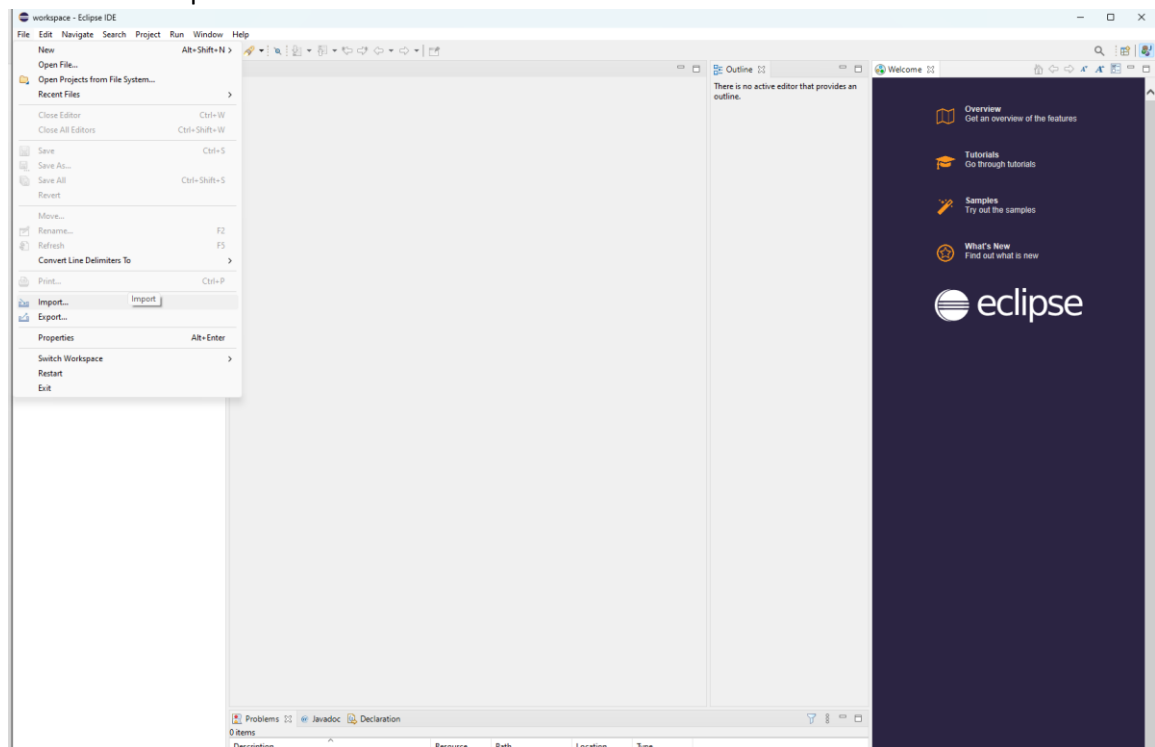 workspace - Eclipse IDE
File Edit Navigate Search Project Run Window Help
New Alt+Shift+N >
Open File...
Open Projects from File System...
Recent Files >
Close Editor Ctrl+W
Close All Editors Ctrl+Shift+W
Save Ctrl+S
Save As...
Save All Ctrl+Shift+S
Revert
Move...
Rename... F2
Refresh F5
Convert Line Delimiters To >
Print... Ctrl+P
Import... Import
Export...
Properties Alt+Enter
Switch Workspace >
Restart
Exit
Outline
There is no active editor that provides an
outline.
Welcome
Overview
Get an overview of the features
Tutorials
Go through tutorials
Samples
Try out the samples
What's New
Find out what is new
eclipse
Problems Javadoc Declaration
0 items
Description Resource Path Location Type